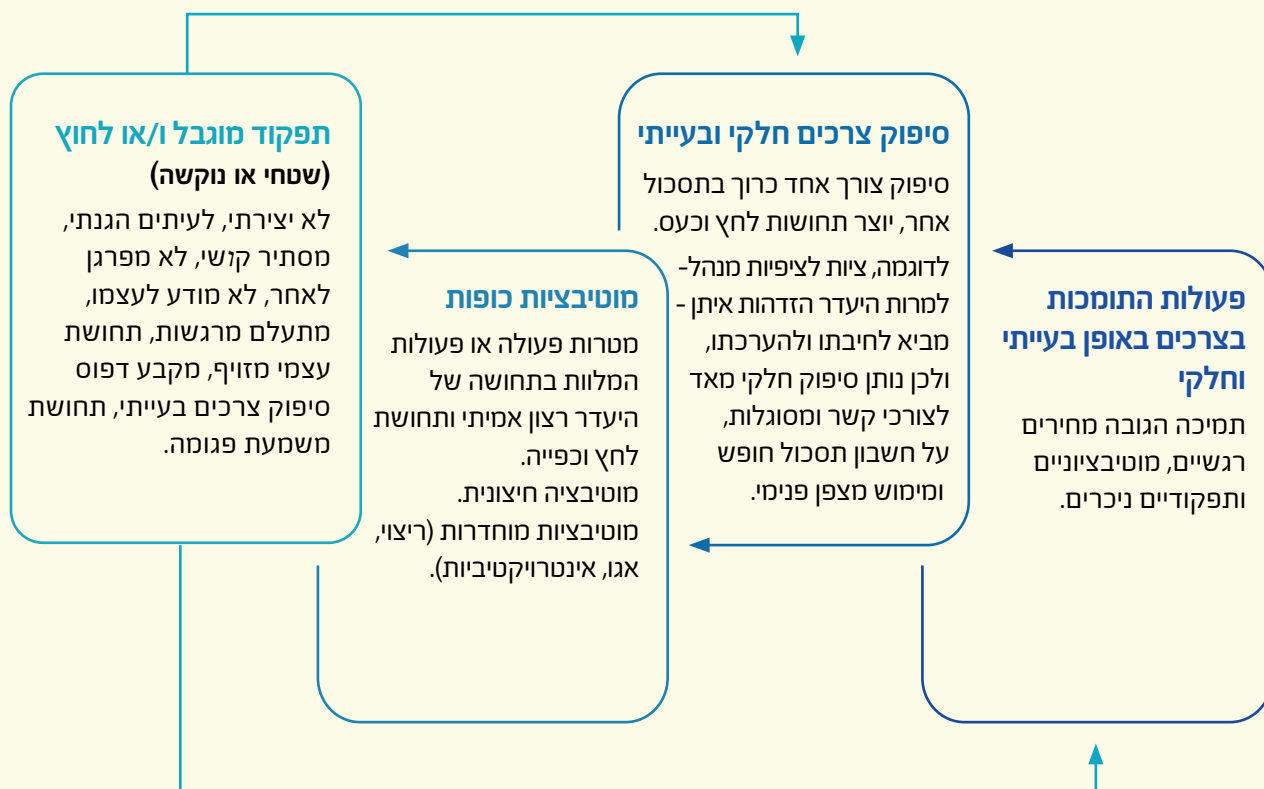 פעולות התומכות
בצרכים באופן בעייתי
וחלקי
תמיכה הגובה מחירים
רגשיים, מוטיבציוניים
ותפקודיים ניכרים.
סיפוק צרכים חלקי ובעייתי
סיפוק צורך אחד כרוך בתסכול
אחר, יוצר תחושות לחץ וכעס.
לדוגמה, ציות לציפיות מנהל-
למרות היעדר הזדהות איתן -
מביא לחיבתו ולהערכתו,
ולכן נותן סיפוק חלקי מאד
לצורכי קשר ומסוגלות,
על חשבון תסכול חופש
ומימוש מצפן פנימי.
מוטיבציות כופות
מטרות פעולה או פעולות
המלוות בתחושה של
היעדר רצון אמיתי ותחושת
לחץ וכפייה.
מוטיבציה חיצונית.
מוטיבציות מוחדרות (ריצוי,
אגו, אינטרויקטיביות).
תפקוד מוגבל ו/או לחוץ
(שטחי או נוקשה)
לא יצירתי, לעיתים הגנתי,
מסתיר קושי, לא מפרגן
לאחר, לא מודע לעצמו,
מתעלם מרגשות, תחושת
עצמי מזויף, מקבע דפוס
סיפוק צרכים בעייתי, תחושת
משמעת פגומה.